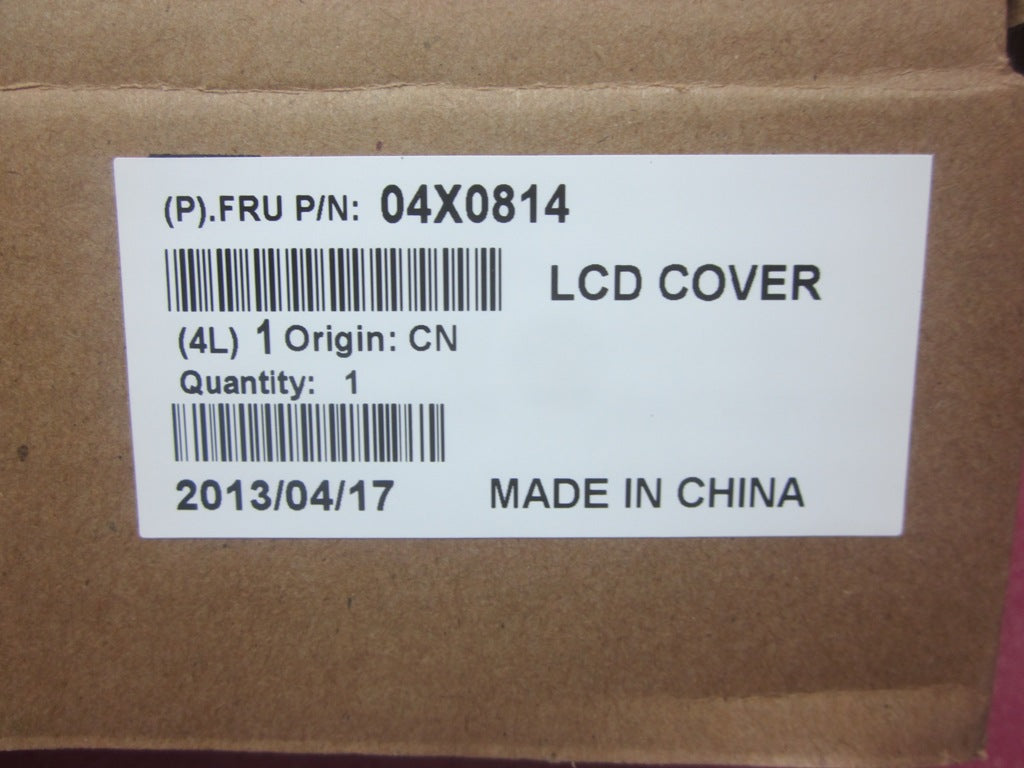 (P).FRU P/N: 04X0814
LCD COVER
(4L) 1 Origin: CN
Quantity: 1
2013/04/17 MADE IN CHINA